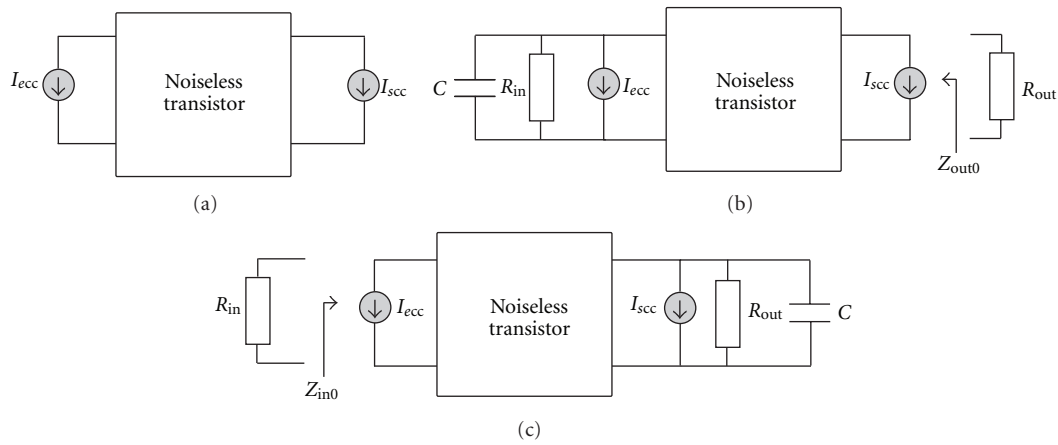 I_ecc
Noiseless
transistor
I_scc
(a)
C
R_in
I_ecc
Noiseless
transistor
I_scc
Z_out0
R_out
(b)
R_in
Z_in0
I_ecc
Noiseless
transistor
I_scc
R_out
C
(c)